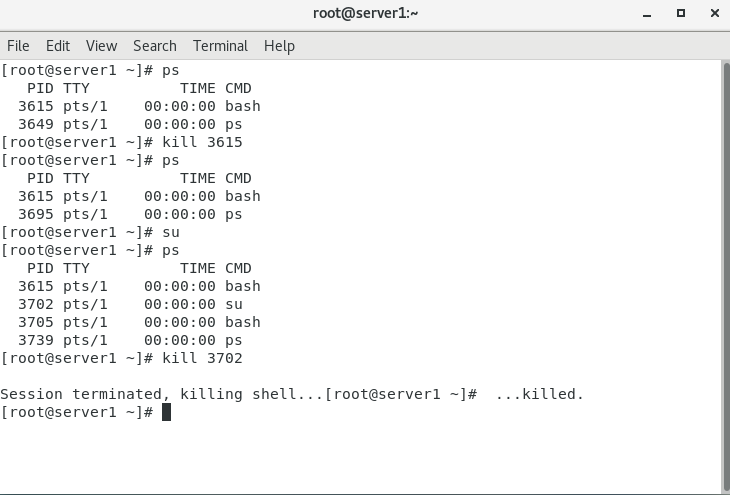 root@server1:~
File Edit View Search Terminal Help
[root@server1 ~]# ps
   PID TTY          TIME CMD
  3615 pts/1    00:00:00 bash
  3649 pts/1    00:00:00 ps
[root@server1 ~]# kill 3615
[root@server1 ~]# ps
   PID TTY          TIME CMD
  3615 pts/1    00:00:00 bash
  3695 pts/1    00:00:00 ps
[root@server1 ~]# su
[root@server1 ~]# ps
   PID TTY          TIME CMD
  3615 pts/1    00:00:00 bash
  3702 pts/1    00:00:00 su
  3705 pts/1    00:00:00 bash
  3739 pts/1    00:00:00 ps
[root@server1 ~]# kill 3702
Session terminated, killing shell...[root@server1 ~]#  ...killed.
[root@server1 ~]#